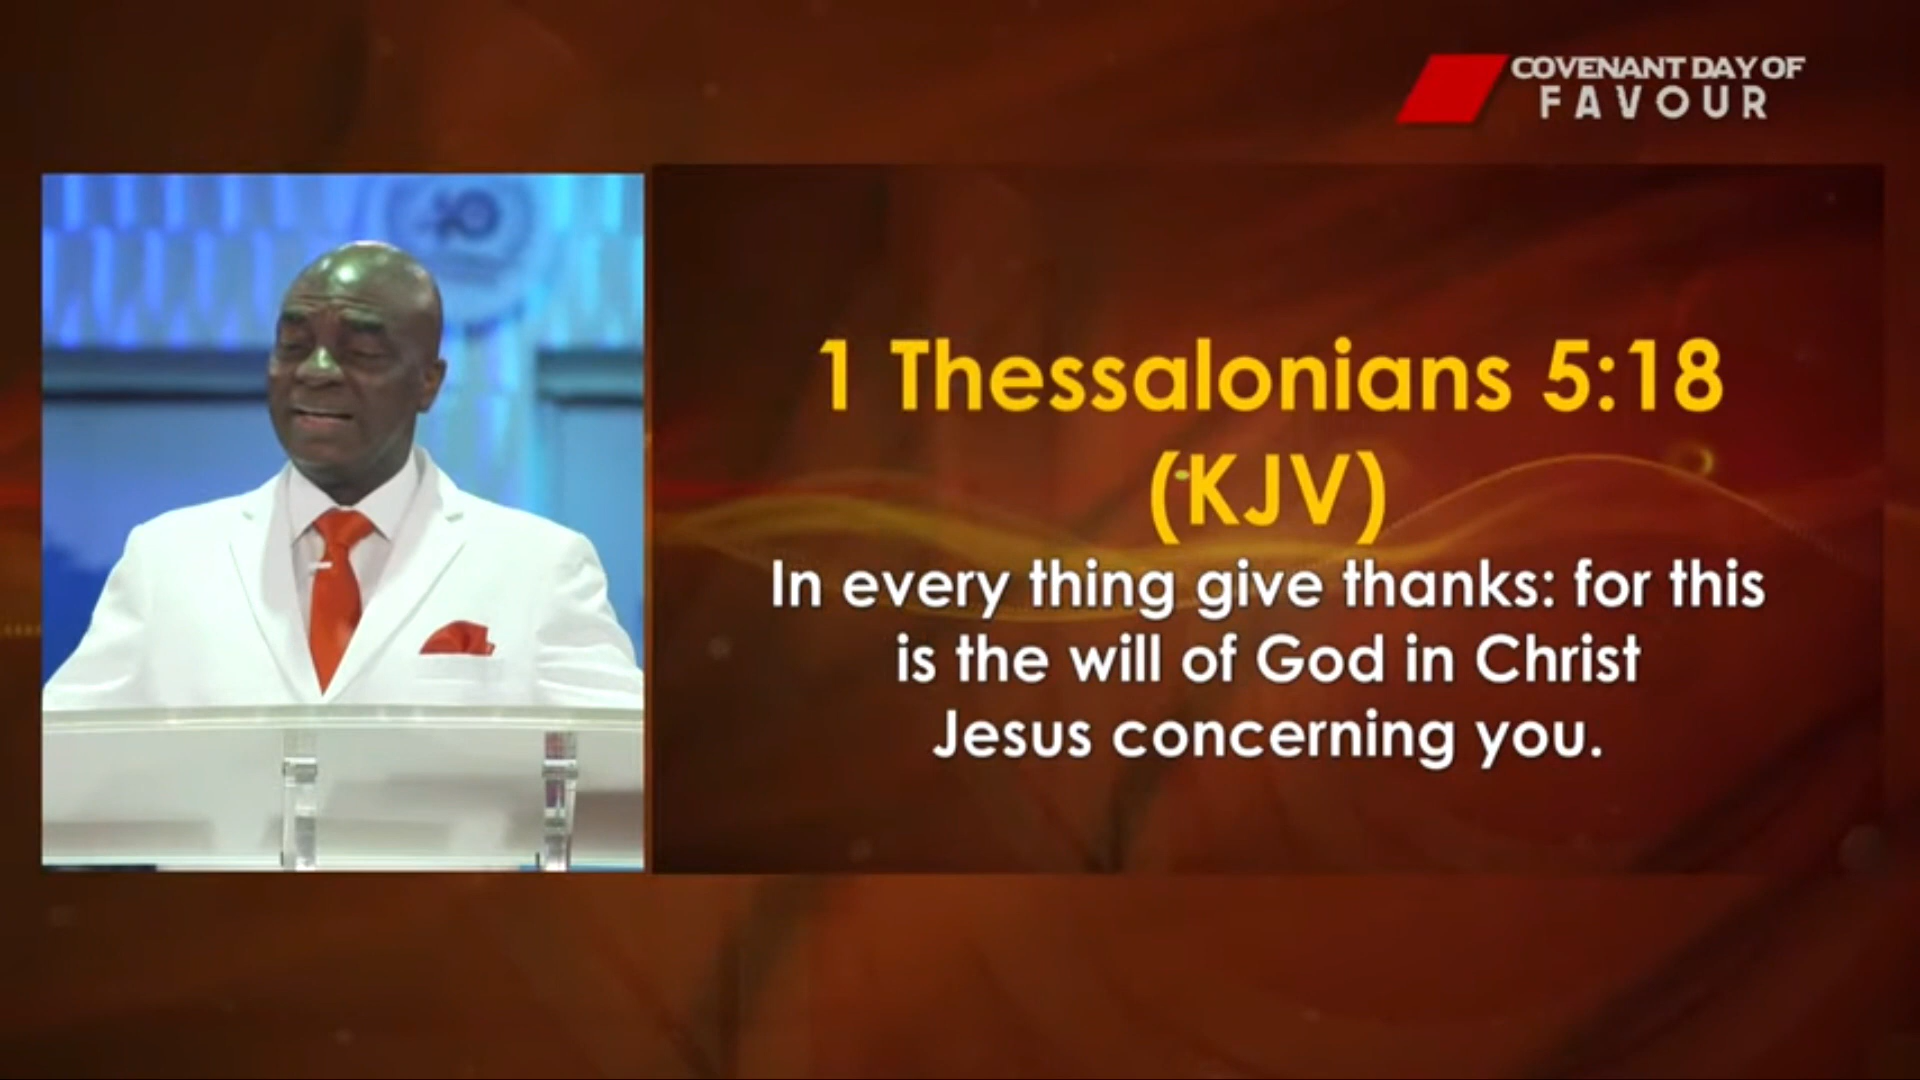 COVENANT DAY OF
FAVOUR
40
1 Thessalonians 5:18
(KJV)
In every thing give thanks: for this
is the will of God in Christ
Jesus concerning you.